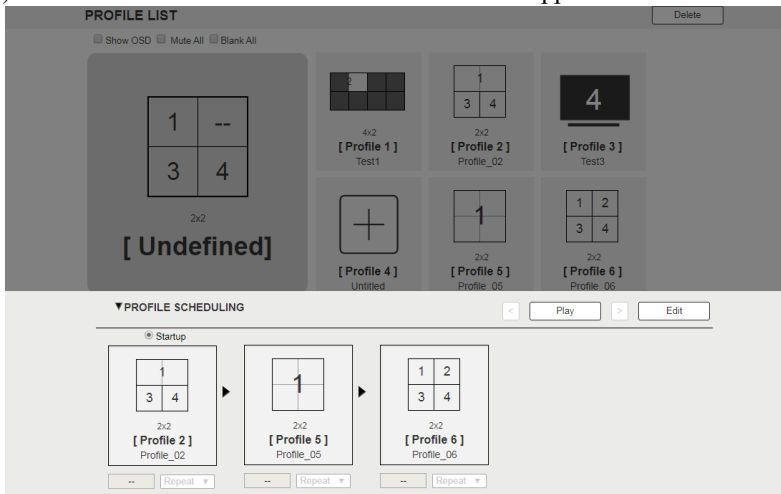 PROFILE LIST
Delete
Show OSD Mute All Blank All
1 --
3 4
2x2
[ Undefined]
2
4x2
[ Profile 1 ]
Test1
1
3 4
2x2
[ Profile 2 ]
Profile_02
4
[ Profile 3 ]
Test3
[ Profile 4 ]
Untitled
1
2x2
[ Profile 5 ]
Profile_05
1 2
3 4
2x2
[ Profile 6 ]
Profile_06
▼PROFILE SCHEDULING
< Play > Edit
Startup
1
3 4
2x2
[ Profile 2 ]
Profile_02
-- Repeat ▼
1
2x2
[ Profile 5 ]
Profile_05
-- Repeat ▼
1 2
3 4
2x2
[ Profile 6 ]
Profile_06
-- Repeat ▼